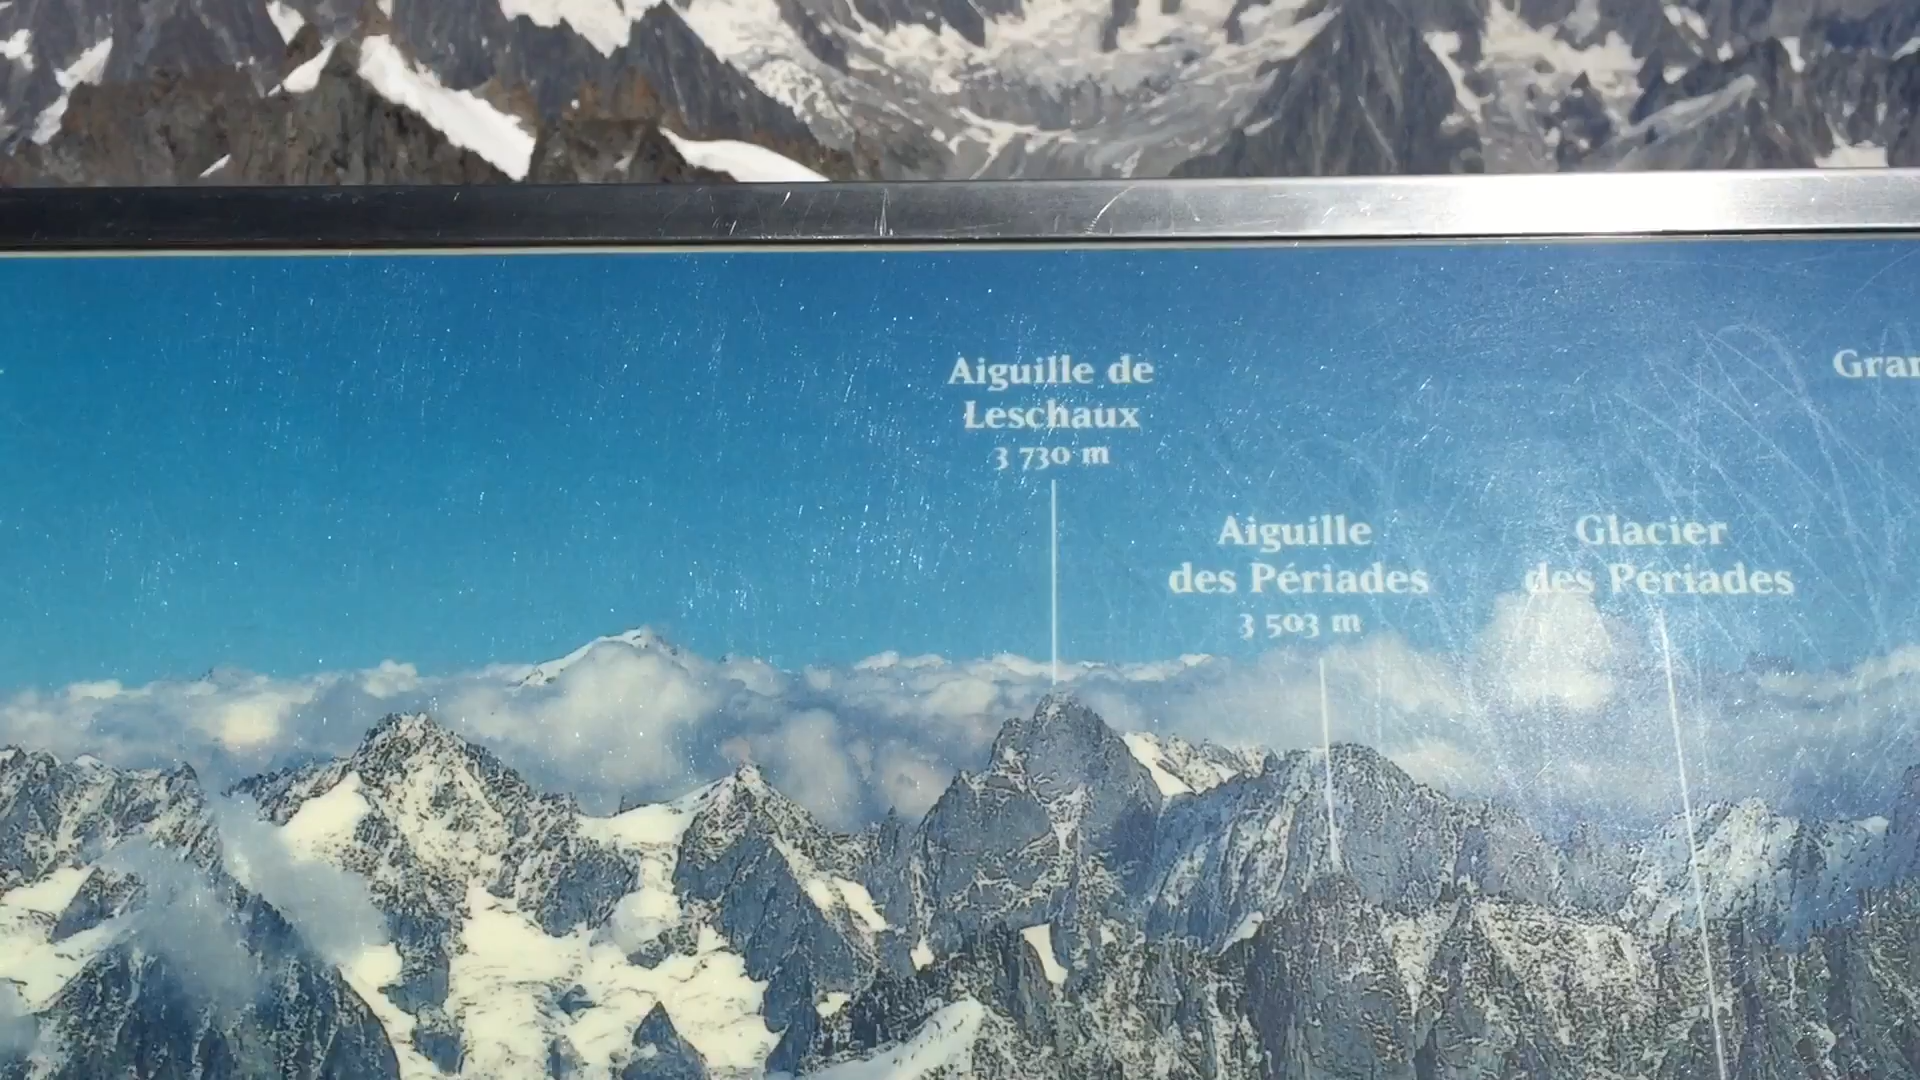 Aiguille de
Leschaux
3 730 m
Aiguille
des Périades
3 503 m
Glacier
des Périades